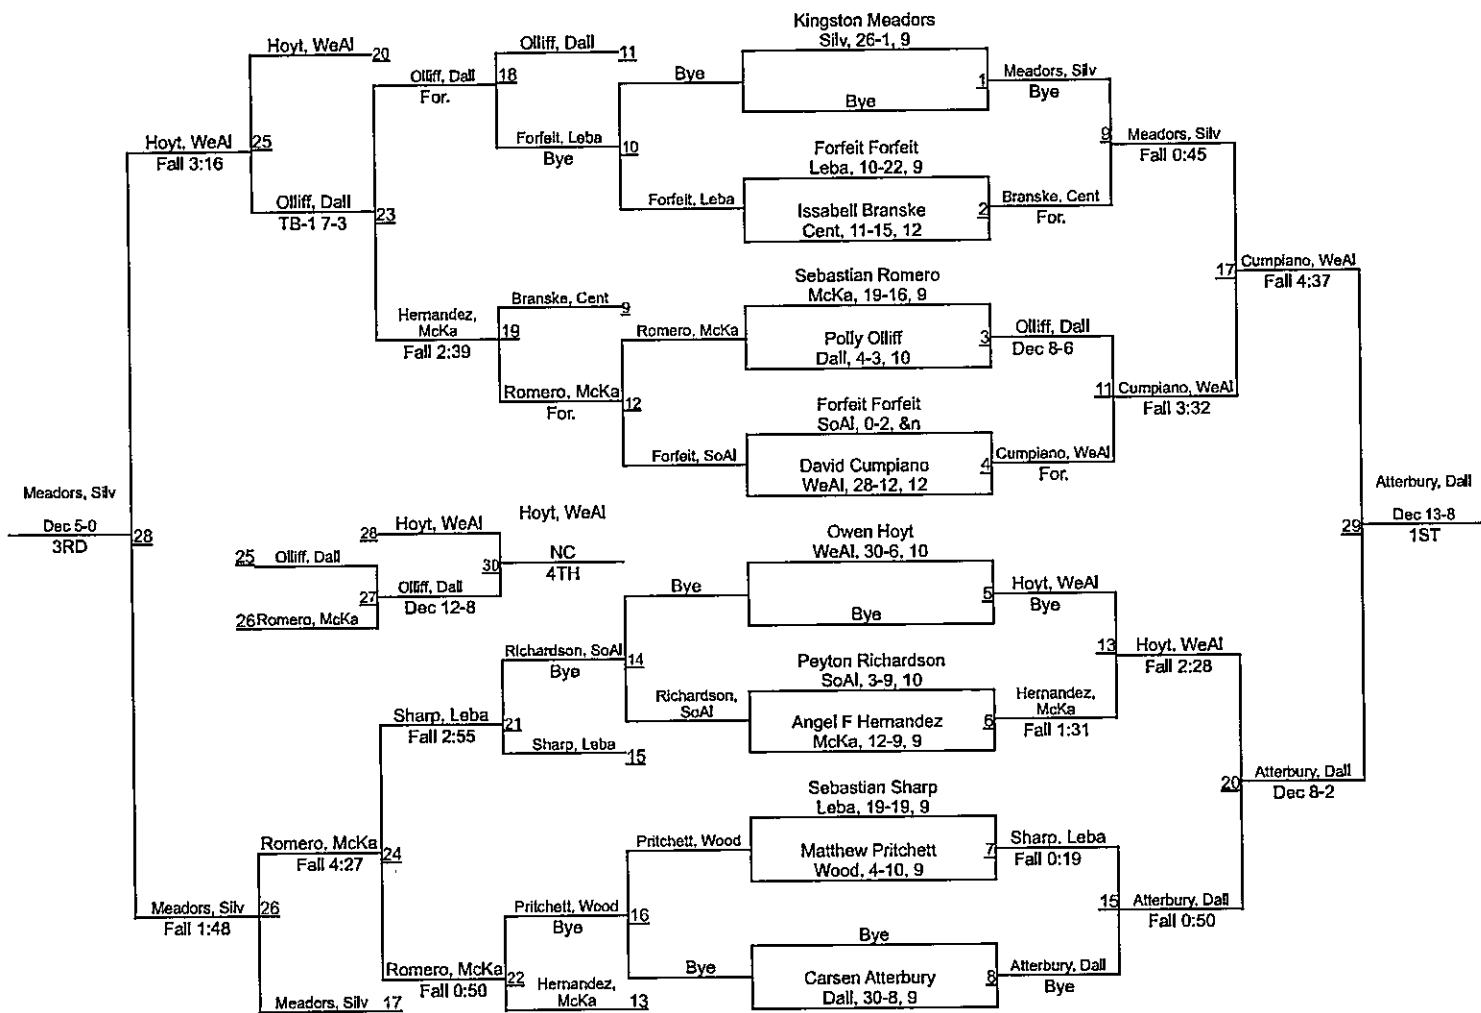 Kingston Meadors
Silv, 26-1, 9
Hoyt, WeAl
20
Olliff, Dall
11
Olliff, Dall
18
For.
Bye
1
Meadors, Silv
Bye
Bye
Hoyt, WeAl
25
Fall 3:16
Forfeit, Leba
10
Bye
9
Meadors, Silv
Fall 0:45
Forfeit Forfeit
Leba, 10-22, 9
Olliff, Dall
23
TB-1 7-3
Forfeit, Leba
Issabell Branske
Cent, 11-15, 12
2
Branske, Cent
For.
Sebastian Romero
McKa, 19-16, 9
17
Cumpiano, WeAl
Fall 4:37
Hernandez,
McKa
19
Fall 2:39
Branske, Cent
9
Romero, McKa
Polly Olliff
Dall, 4-3, 10
3
Olliff, Dall
Dec 8-6
Romero, McKa
12
For.
Forfeit Forfeit
SoAl, 0-2, &n
11
Cumpiano, WeAl
Fall 3:32
Forfeit, SoAl
David Cumpiano
WeAl, 28-12, 12
4
Cumpiano, WeAl
For.
Meadors, Silv
Dec 5-0
28
3RD
Atterbury, Dall
29
Dec 13-8
1ST
28
Hoyt, WeAl
Hoyt, WeAl
30
NC
4TH
25
Olliff, Dall
27
Olliff, Dall
Dec 12-8
26
Romero, McKa
Owen Hoyt
WeAl, 30-6, 10
Bye
5
Hoyt, WeAl
Bye
Bye
Richardson, SoAl
14
Bye
13
Hoyt, WeAl
Fall 2:28
Peyton Richardson
SoAl, 3-9, 10
Richardson,
SoAl
Angel F Hernandez
McKa, 12-9, 9
6
Hernandez,
McKa
Fall 1:31
Sharp, Leba
21
Fall 2:55
Sharp, Leba
15
Sebastian Sharp
Leba, 19-19, 9
20
Atterbury, Dall
Dec 8-2
Romero, McKa
24
Fall 4:27
Pritchett, Wood
Matthew Pritchett
Wood, 4-10, 9
7
Sharp, Leba
Fall 0:19
Meadors, Silv
26
Fall 1:48
Pritchett, Wood
16
Bye
15
Atterbury, Dall
Fall 0:50
Bye
Romero, McKa
22
Fall 0:50
Bye
Carsen Atterbury
Dall, 30-8, 9
8
Atterbury, Dall
Bye
Meadors, Silv
17
Hernandez,
McKa
13